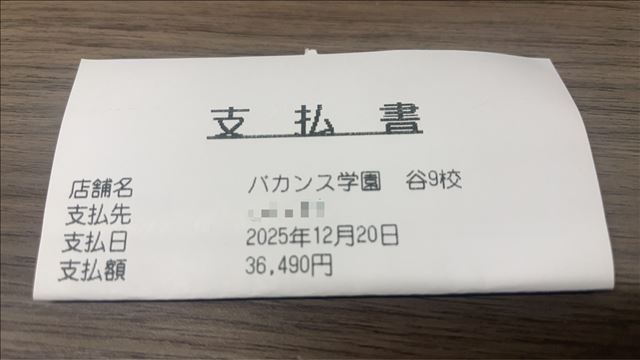 支払書
店舗名 バカンス学園 谷9校
支払先
支払日 2025年12月20日
支払額 36,490円